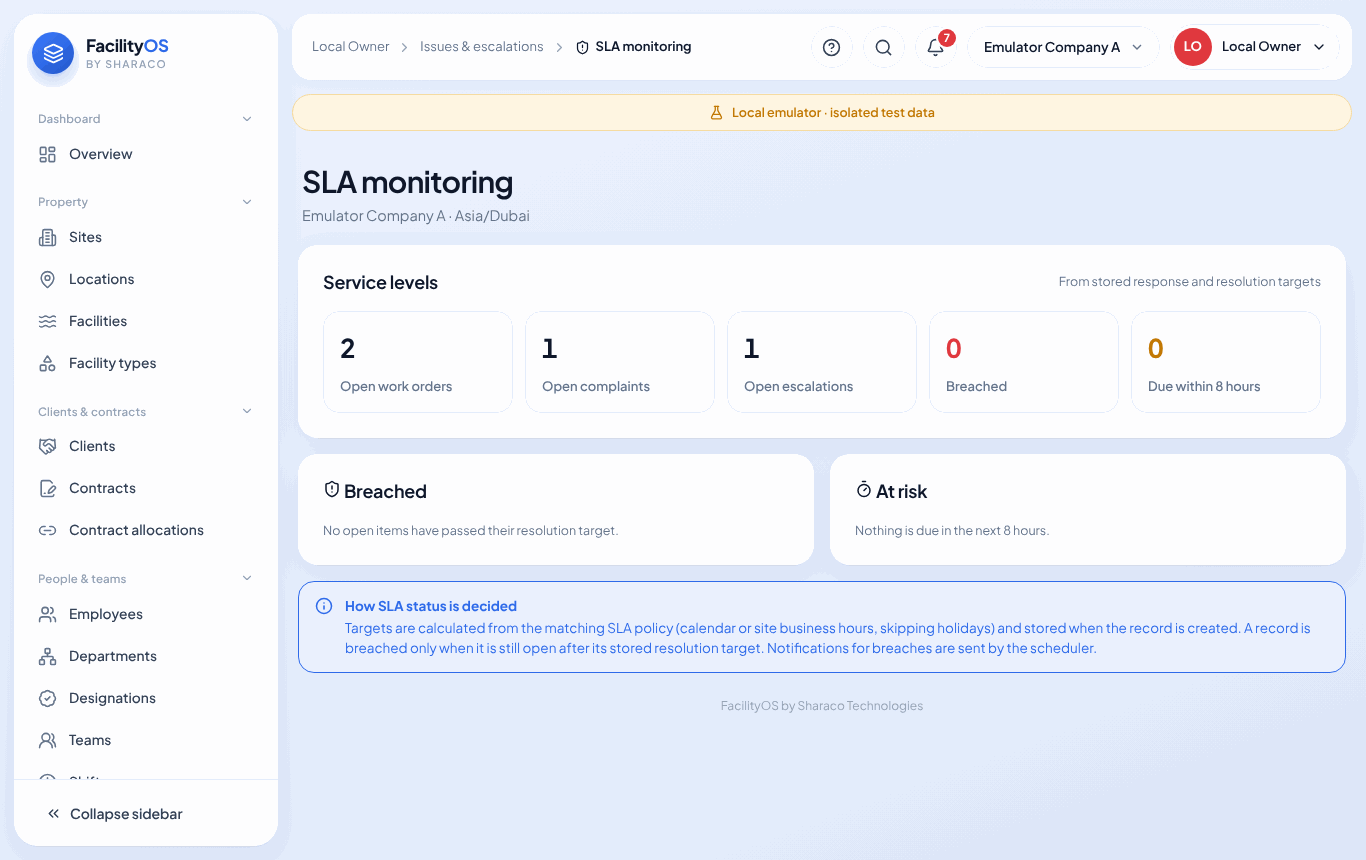 FacilityOS
BY SHARACO
Dashboard
Overview
Property
Sites
Locations
Facilities
Facility types
Clients & contracts
Clients
Contracts
Contract allocations
People & teams
Employees
Departments
Designations
Teams
Collapse sidebar
Local Owner
Issues & escalations
SLA monitoring
7
Emulator Company A
LO
Local Owner
Local emulator · isolated test data
SLA monitoring
Emulator Company A · Asia/Dubai
Service levels
From stored response and resolution targets
2
Open work orders
1
Open complaints
1
Open escalations
0
Breached
0
Due within 8 hours
Breached
No open items have passed their resolution target.
At risk
Nothing is due in the next 8 hours.
How SLA status is decided
Targets are calculated from the matching SLA policy (calendar or site business hours, skipping holidays) and stored when the record is created. A record is
breached only when it is still open after its stored resolution target. Notifications for breaches are sent by the scheduler.
FacilityOS by Sharaco Technologies